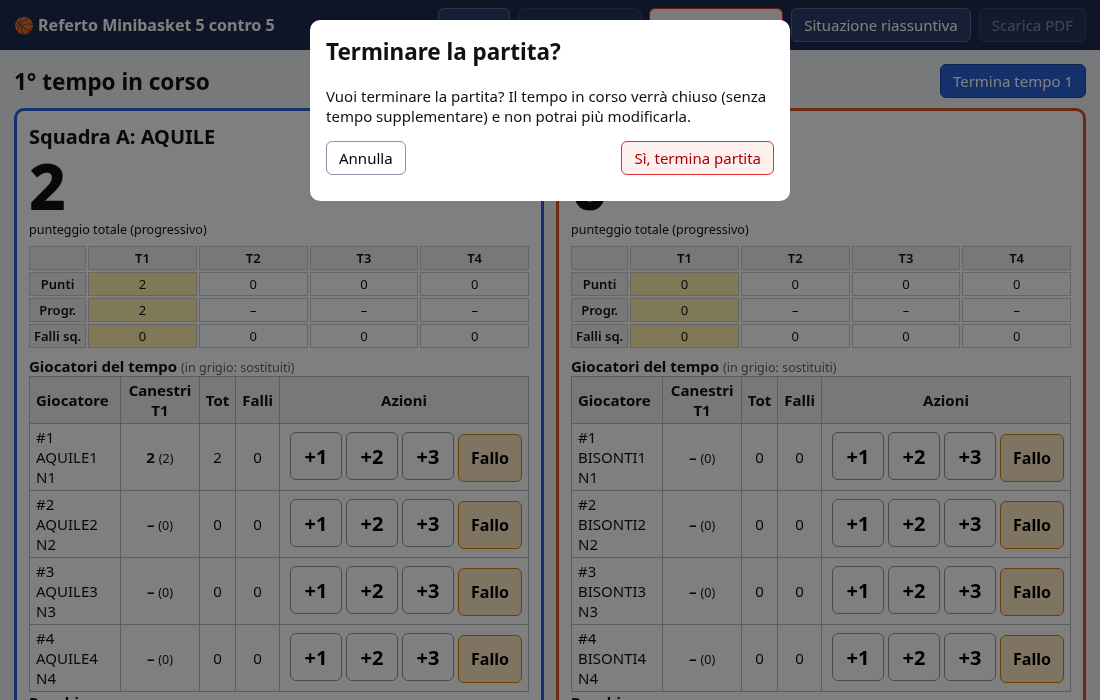 🏀 Referto Minibasket 5 contro 5
Situazione riassuntiva
Scarica PDF
Terminare la partita?
Vuoi terminare la partita? Il tempo in corso verrà chiuso (senza
tempo supplementare) e non potrai più modificarla.
Annulla
Sì, termina partita
1° tempo in corso
Termina tempo 1
Squadra A: AQUILE
2
punteggio totale (progressivo)
T1 T2 T3 T4
Punti 2 0 0 0
Progr. 2 – – –
Falli sq. 0 0 0 0
Giocatori del tempo (in grigio: sostituiti)
Giocatore Canestri T1 Tot Falli Azioni
#1 AQUILE1 N1 2 (2) 2 0 +1 +2 +3 Fallo
#2 AQUILE2 N2 – (0) 0 0 +1 +2 +3 Fallo
#3 AQUILE3 N3 – (0) 0 0 +1 +2 +3 Fallo
#4 AQUILE4 N4 – (0) 0 0 +1 +2 +3 Fallo
punteggio totale (progressivo)
T1 T2 T3 T4
Punti 0 0 0 0
Progr. 0 – – –
Falli sq. 0 0 0 0
Giocatori del tempo (in grigio: sostituiti)
Giocatore Canestri T1 Tot Falli Azioni
#1 BISONTI1 N1 – (0) 0 0 +1 +2 +3 Fallo
#2 BISONTI2 N2 – (0) 0 0 +1 +2 +3 Fallo
#3 BISONTI3 N3 – (0) 0 0 +1 +2 +3 Fallo
#4 BISONTI4 N4 – (0) 0 0 +1 +2 +3 Fallo